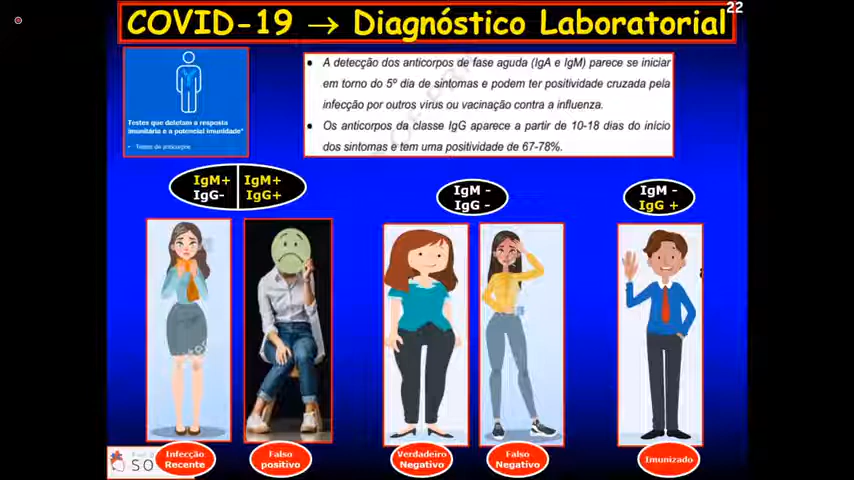 22
COVID-19 → Diagnóstico Laboratorial
Testes que detetam a resposta
imunitária e a potencial imunidade*
• Testes de anticorpos
• A detecção dos anticorpos de fase aguda (IgA e IgM) parece se iniciar
em torno do 5º dia de sintomas e podem ter positividade cruzada pela
infecção por outros vírus ou vacinação contra a influenza.
• Os anticorpos da classe IgG aparece a partir de 10-18 dias do início
dos sintomas e tem uma positividade de 67-78%.
IgM+
IgG-
IgM+
IgG+
IgM -
IgG -
IgM -
IgG +
Infecção
Recente
Falso
positivo
Verdadeiro
Negativo
Falso
Negativo
Imunizado